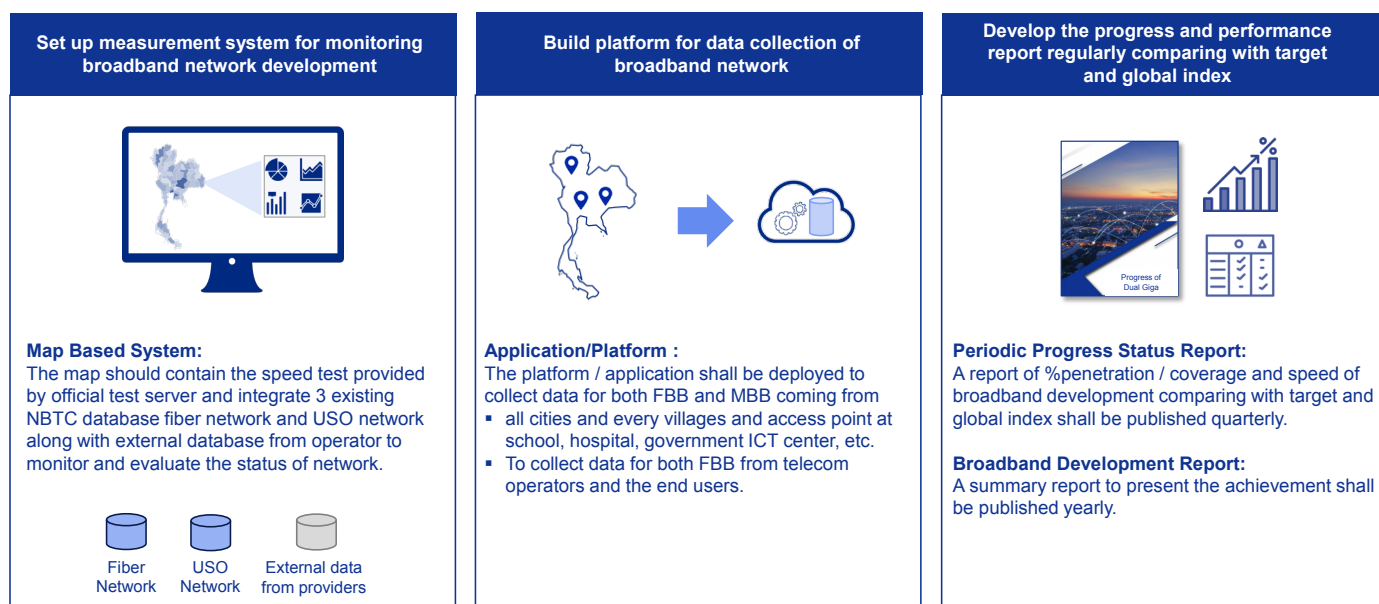 Set up measurement system for monitoring
broadband network development
Map Based System:
The map should contain the speed test provided
by official test server and integrate 3 existing
NBTC database fiber network and USO network
along with external database from operator to
monitor and evaluate the status of network.
Fiber
Network
USO
Network
External data
from providers
Build platform for data collection of
broadband network
Application/Platform :
The platform / application shall be deployed to
collect data for both FBB and MBB coming from
▪ all cities and every villages and access point at
school, hospital, government ICT center, etc.
▪ To collect data for both FBB from telecom
operators and the end users.
Develop the progress and performance
report regularly comparing with target
and global index
Progress of
Dual Giga
%
Periodic Progress Status Report:
A report of %penetration / coverage and speed of
broadband development comparing with target and
global index shall be published quarterly.
Broadband Development Report:
A summary report to present the achievement shall
be published yearly.